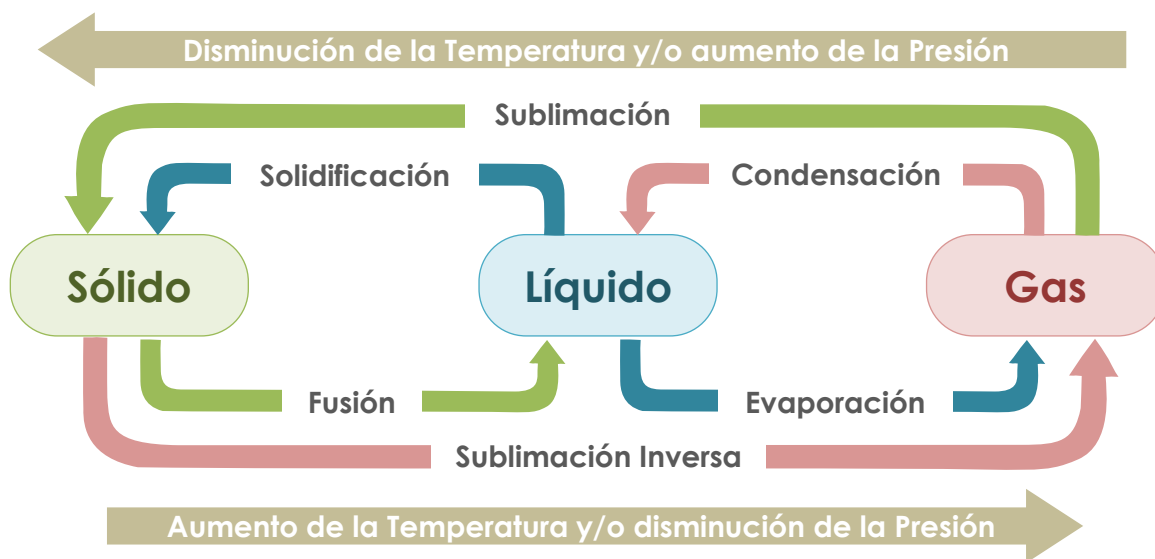 Disminución de la Temperatura y/o aumento de la Presión
Sublimación
Solidificación
Condensación
Sólido
Líquido
Gas
Fusión
Evaporación
Sublimación Inversa
Aumento de la Temperatura y/o disminución de la Presión